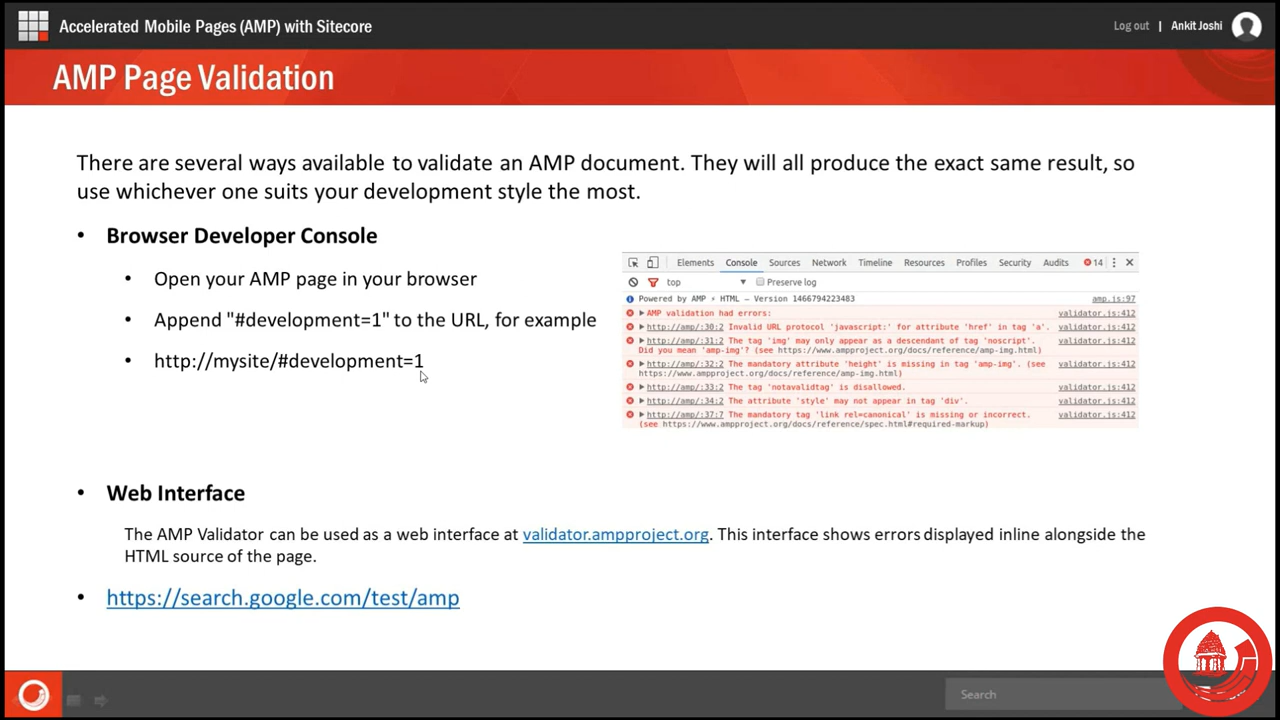 Accelerated Mobile Pages (AMP) with Sitecore
Log out | Ankit Joshi
AMP Page Validation
There are several ways available to validate an AMP document. They will all produce the exact same result, so
use whichever one suits your development style the most.
• Browser Developer Console
• Open your AMP page in your browser
• Append "#development=1" to the URL, for example
• http://mysite/#development=1
Elements Console Sources Network Timeline Resources Profiles Security Audits 14
top Preserve log
Powered by AMP ⚡ HTML — Version 1466794223483 amp.js:97
AMP validation had errors: validator.js:412
http://amp/:30:2 Invalid URL protocol 'javascript:' for attribute 'href' in tag 'a'. validator.js:412
http://amp/:31:2 The tag 'img' may only appear as a descendant of tag 'noscript'. validator.js:412
Did you mean 'amp-img'? (see https://www.ampproject.org/docs/reference/amp-img.html)
http://amp/:32:2 The mandatory attribute 'height' is missing in tag 'amp-img'. (see validator.js:412
https://www.ampproject.org/docs/reference/amp-img.html)
http://amp/:33:2 The tag 'notavalidtag' is disallowed. validator.js:412
http://amp/:34:2 The attribute 'style' may not appear in tag 'div'. validator.js:412
http://amp/:37:7 The mandatory tag 'link rel=canonical' is missing or incorrect. validator.js:412
(see https://www.ampproject.org/docs/reference/spec.html#required-markup)
• Web Interface
The AMP Validator can be used as a web interface at validator.ampproject.org. This interface shows errors displayed inline alongside the
HTML source of the page.
• https://search.google.com/test/amp
Search